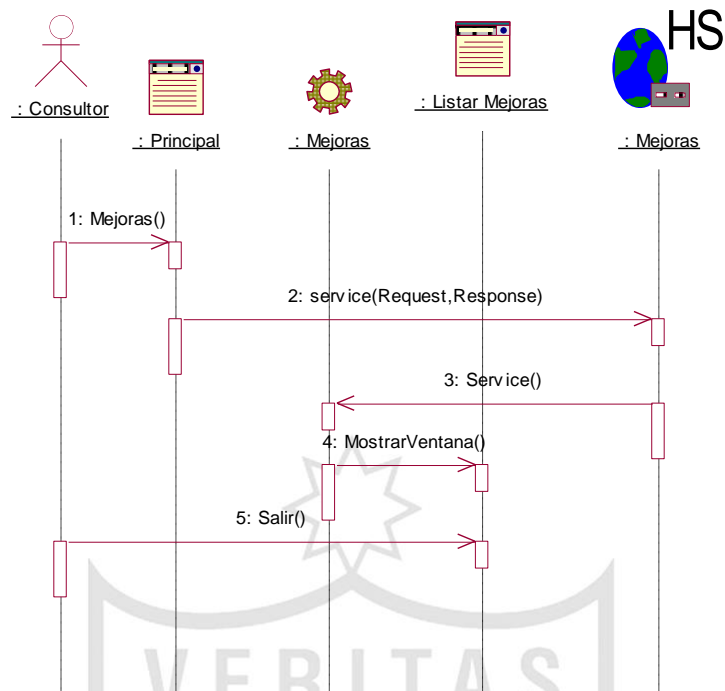 HS
: Consultor
: Listar Mejoras
: Principal
: Mejoras
: Mejoras
1: Mejoras()
2: service(Request,Response)
3: Service()
4: MostrarVentana()
5: Salir()
VERITAS